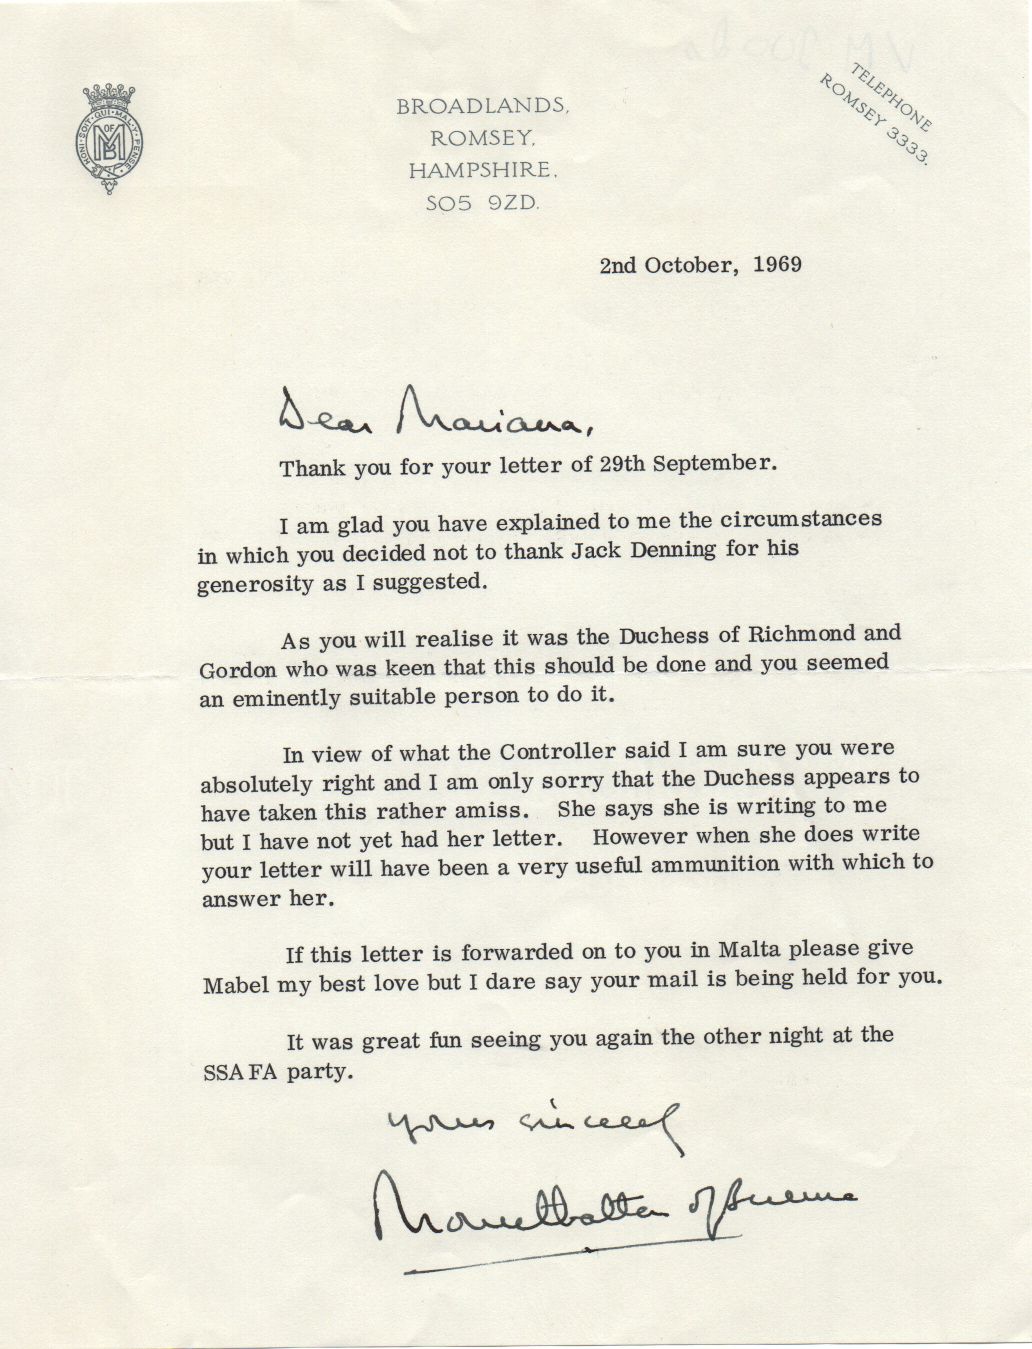 HONI·SOIT·QUI·MAL·Y·PENSE
M OF B
BROADLANDS,
ROMSEY,
HAMPSHIRE.
SO5 9ZD.
TELEPHONE
ROMSEY 3333.
2nd October, 1969
Dear Mariana,
Thank you for your letter of 29th September.
I am glad you have explained to me the circumstances
in which you decided not to thank Jack Denning for his
generosity as I suggested.
As you will realise it was the Duchess of Richmond and
Gordon who was keen that this should be done and you seemed
an eminently suitable person to do it.
In view of what the Controller said I am sure you were
absolutely right and I am only sorry that the Duchess appears to
have taken this rather amiss. She says she is writing to me
but I have not yet had her letter. However when she does write
your letter will have been a very useful ammunition with which to
answer her.
If this letter is forwarded on to you in Malta please give
Mabel my best love but I dare say your mail is being held for you.
It was great fun seeing you again the other night at the
SSAFA party.
Yours sincerely
Mountbatten of Burma